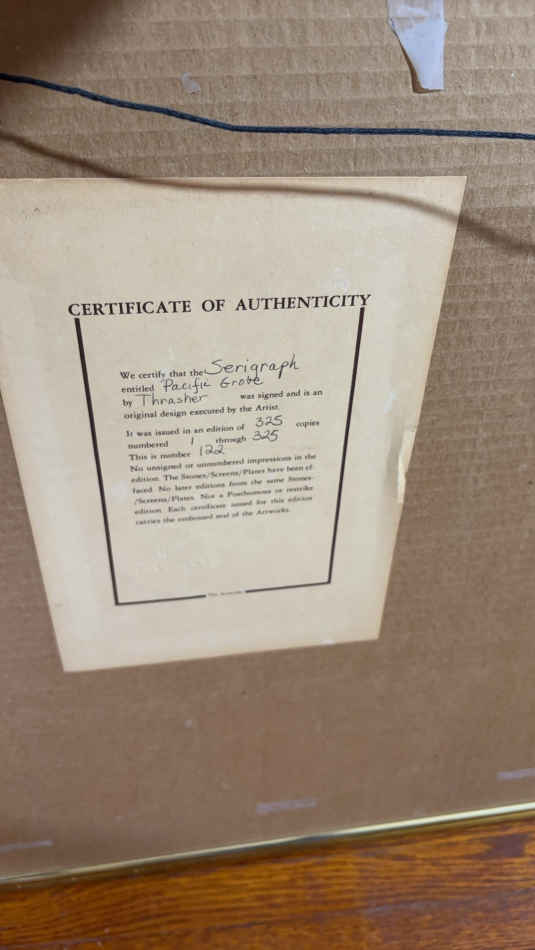 CERTIFICATE OF AUTHENTICITY
We certify that the Serigraph
entitled Pacific Grove
by Thrasher was signed and is an
original design executed by the Artist.
It was issued in an edition of 325 copies
numbered 1 through 325
This is number 122
No unsigned or unnumbered impressions in the
edition. The Stones/Screens/Plates have been ef-
faced. No later editions from the same Stones-
/Screens/Plates. Not a Posthumous or restrike
edition. Each certificate issued for this edition
carries the embossed seal of the Artworks.